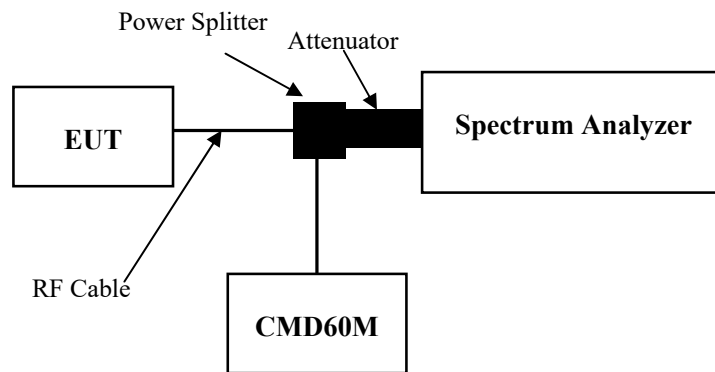 Power Splitter
Attenuator
EUT
Spectrum Analyzer
RF Cable
CMD60M